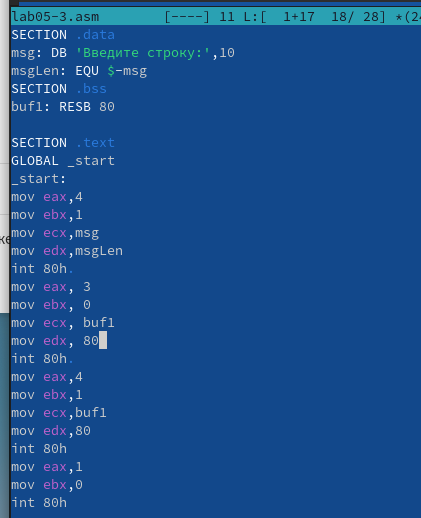 lab05-3.asm [----] 11 L:[ 1+17 18/ 28] *(24
SECTION .data
msg: DB 'Введите строку:',10
msgLen: EQU $-msg
SECTION .bss
buf1: RESB 80
SECTION .text
GLOBAL _start
_start:
mov eax,4
mov ebx,1
mov ecx,msg
mov edx,msgLen
int 80h.
mov eax, 3
mov ebx, 0
mov ecx, buf1
mov edx, 80
int 80h.
mov eax,4
mov ebx,1
mov ecx,buf1
mov edx,80
int 80h
mov eax,1
mov ebx,0
int 80h